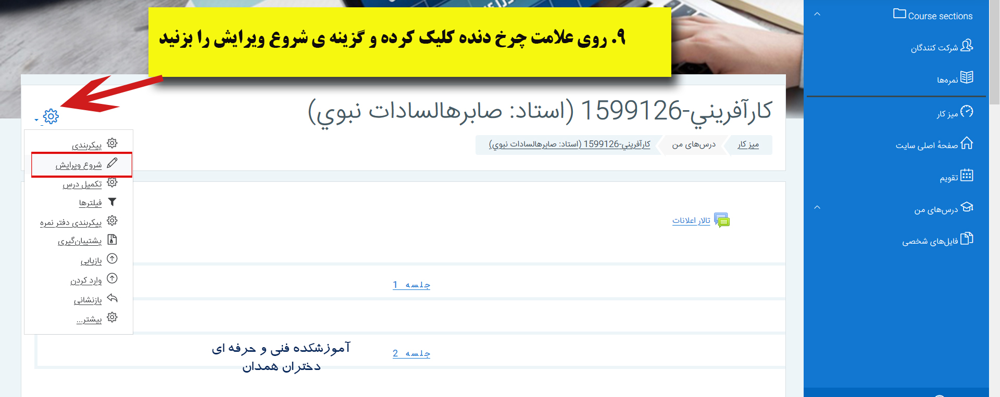 ۹. روی علامت چرخ دنده کلیک کرده و گزینه ی شروع ویرایش را بزنید
Course sections
شرکت کنندگان
نمره‌ها
میز کار
صفحهٔ اصلی سایت
تقویم
درس‌های من
فایل‌های شخصی
کارآفريني-1599126 (استاد: صابرهالسادات نبوي)
میز کار
درس‌های من
کارآفريني-1599126 (استاد: صابرهالسادات نبوي)
پیکربندی
شروع ویرایش
تکمیل درس
فیلترها
پیکربندی دفتر نمره
پشتیبان‌گیری
بازیابی
وارد کردن
بازنشانی
بیشتر...
تالار اعلانات
جلسه 1
جلسه 2
آموزشکده فنی و حرفه ای
دختران همدان